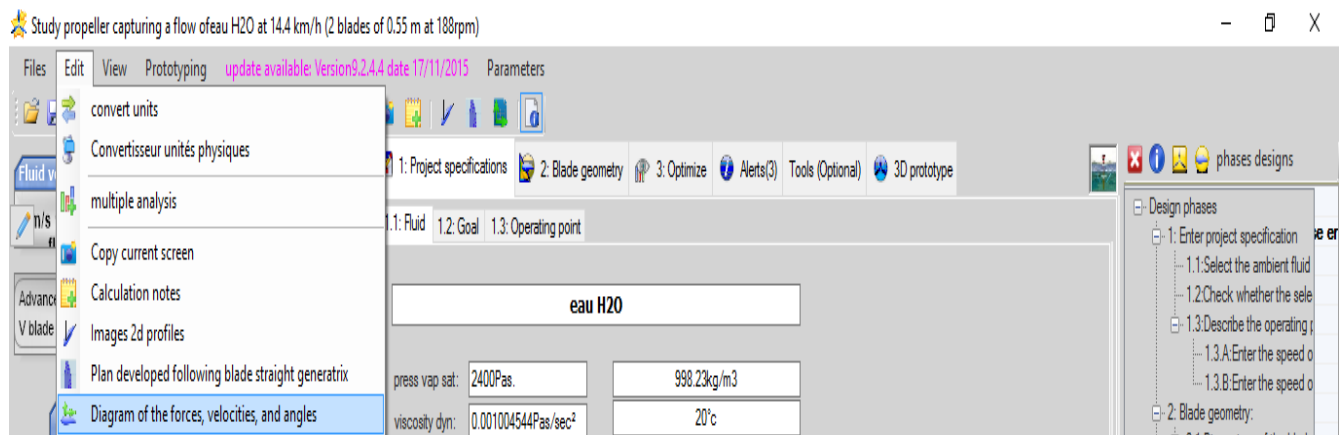 Study propeller capturing a flow ofeau H2O at 14.4 km/h (2 blades of 0.55 m at 188rpm)
Files Edit View Prototyping update available: Version9.2.4.4 date 17/11/2015 Parameters
convert units
Convertisseur unités physiques
multiple analysis
Copy current screen
Calculation notes
Images 2d profiles
Plan developed following blade straight generatrix
Diagram of the forces, velocities, and angles
Fluid v
m/s
fl
Advance
V blade
1: Project specifications 2: Blade geometry 3: Optimize Alerts(3) Tools (Optional) 3D prototype
1.1: Fluid 1.2: Goal 1.3: Operating point
eau H2O
press vap sat: 2400Pas. 998.23kg/m3
viscosity dyn: 0.001004544Pas/sec² 20°c
phases designs
Design phases
1: Enter project specification
1.1:Select the ambient fluid
1.2:Check whether the sele
1.3:Describe the operating p
1.3.A:Enter the speed o
1.3.B:Enter the speed o
2: Blade geometry: